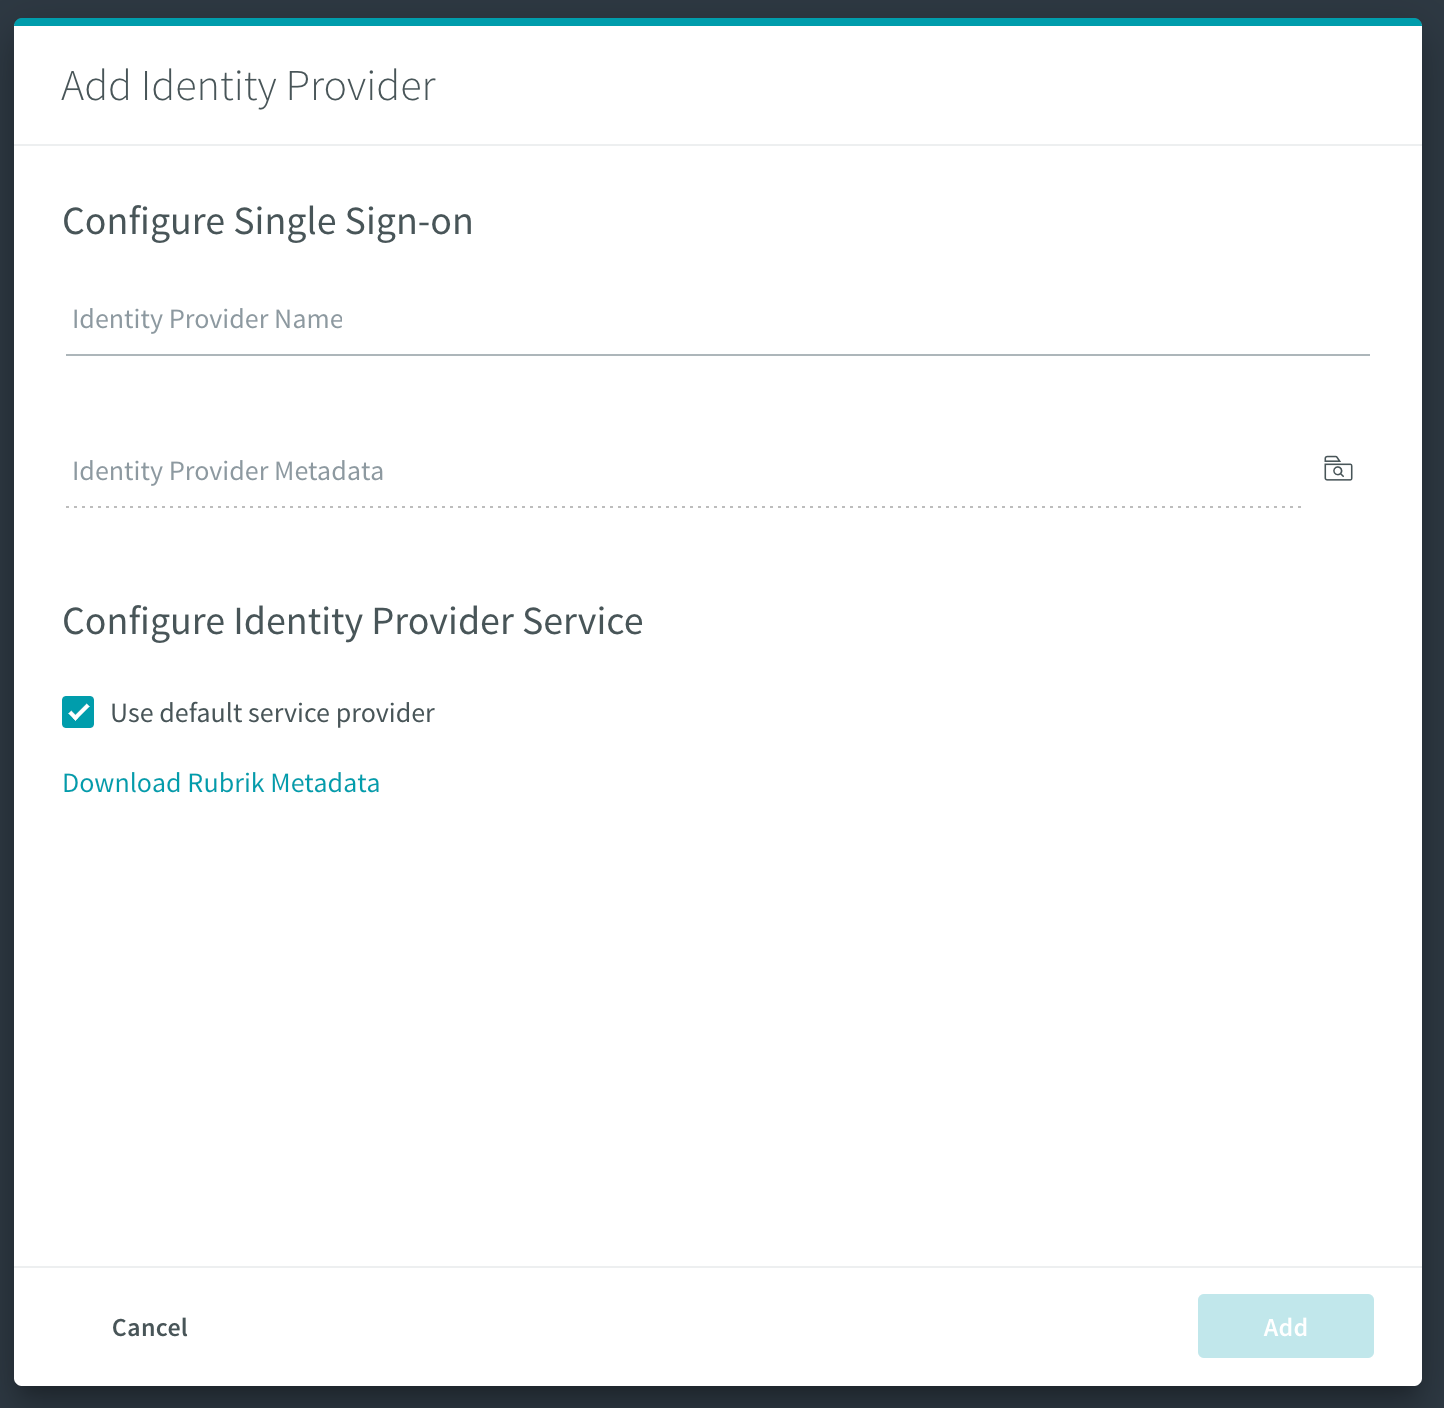 Add Identity Provider
Configure Single Sign-on
Identity Provider Name
Identity Provider Metadata
Configure Identity Provider Service
Use default service provider
Download Rubrik Metadata
Cancel
Add